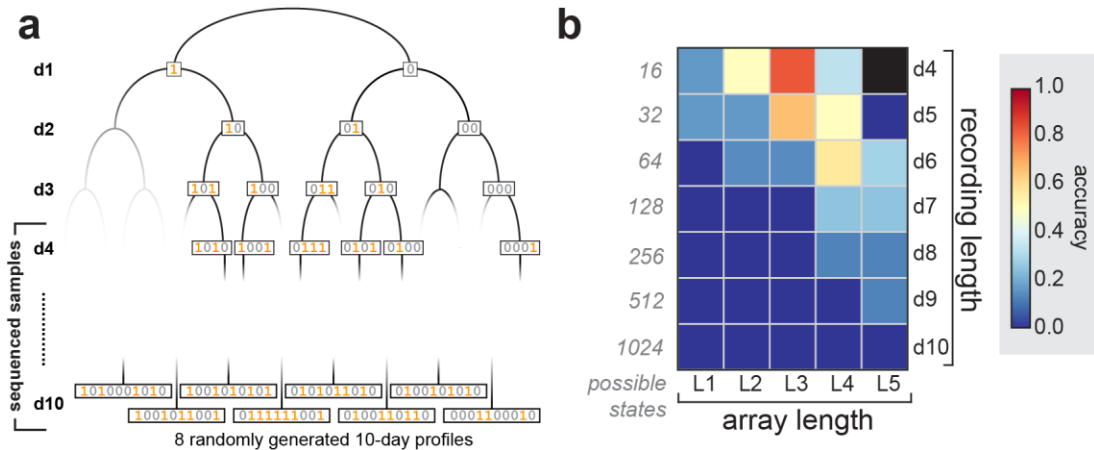 a
d1
1
0
d2
10
01
00
d3
101
100
011
010
000
d4
1010
1001
0111
0101
0100
0001
sequenced samples
d10
1010001010
1001010101
0101011010
0100101010
1001011001
0111111001
0100110110
0000110000010
8 randomly generated 10-day profiles
b
16
32
64
128
256
512
1024
possible
states
d4
d5
d6
d7
d8
d9
d10
recording length
L1
L2
L3
L4
L5
array length
1.0
0.8
0.6
0.4
0.2
0.0
accuracy